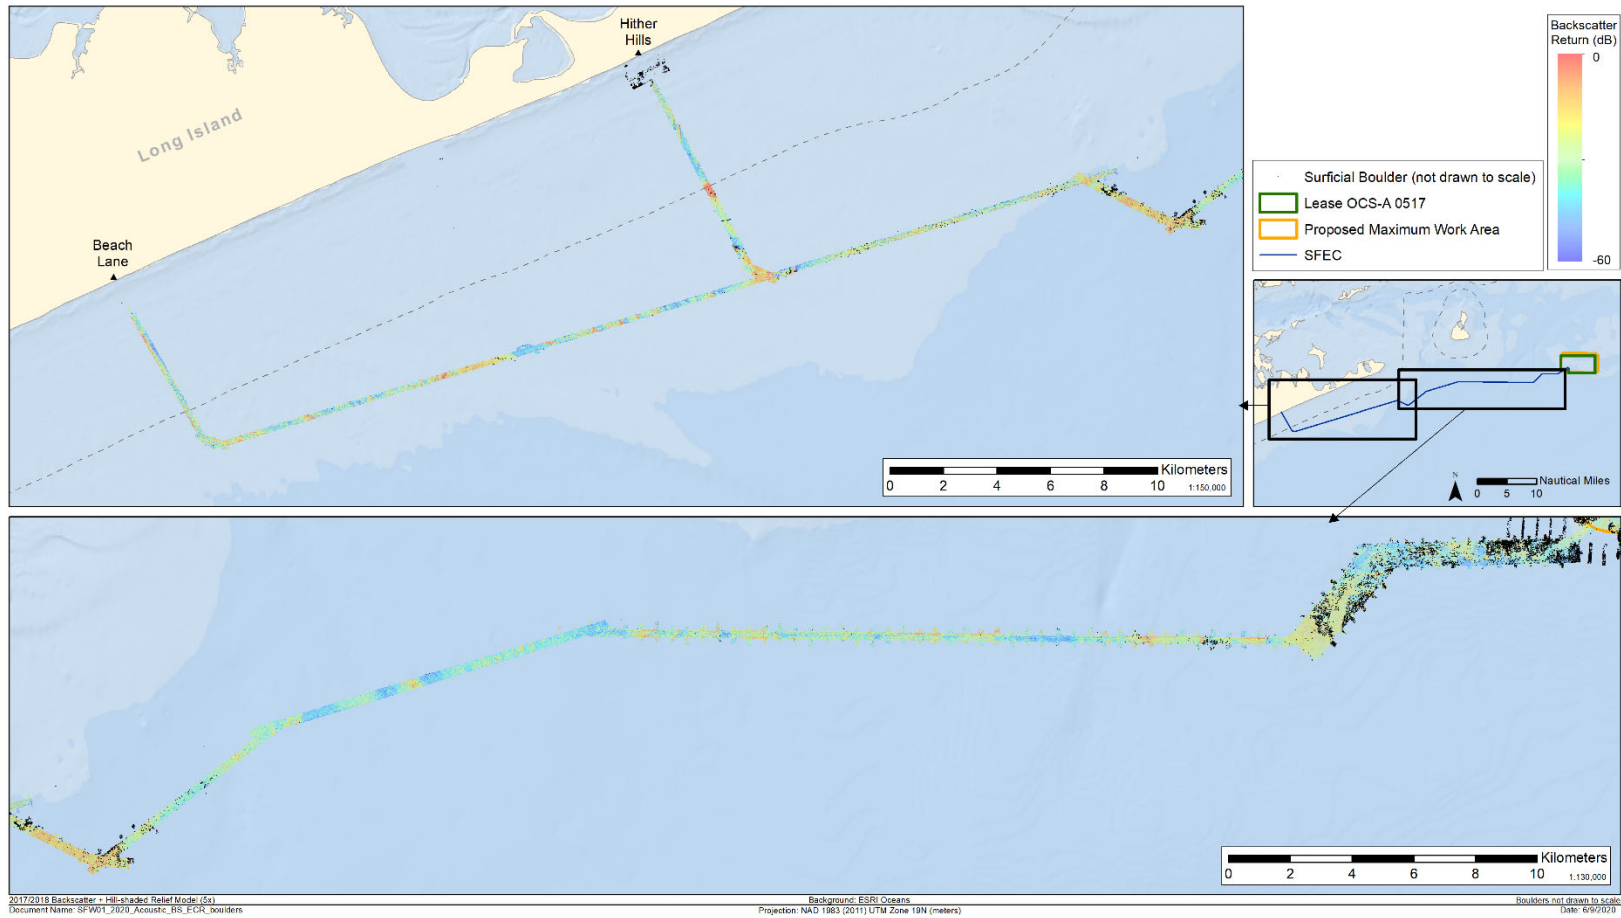 Hither
Hills
Long Island
Beach
Lane
Kilometers
0 2 4 6 8 10
1:150,000
Backscatter
Return (dB)
0
-60
Surficial Boulder (not drawn to scale)
Lease OCS-A 0517
Proposed Maximum Work Area
SFEC
N
Nautical Miles
0 5 10
Kilometers
0 2 4 6 8 10
1:130,000
2017/2018 Backscatter + Hill-shaded Relief Model (5x)
Background: ESRI Oceans
Boulders not drawn to scale
Document Name: SFW01_2020_Acoustic_BS_ECR_boulders
Projection: NAD 1983 (2011) UTM Zone 19N (meters)
Date: 6/9/2020